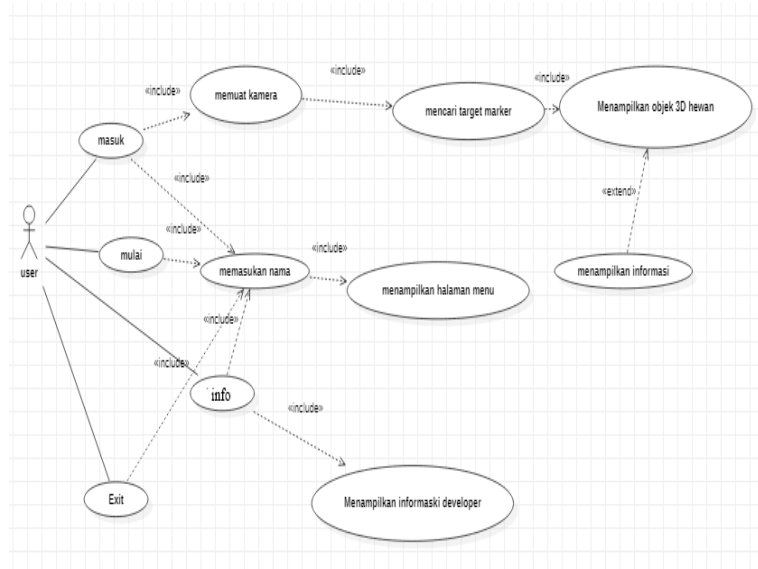 «include»
«include»
«include»
memuat kamera
mencari target marker
Menampilkan objek 3D hewan
masuk
«include»
«extend»
«include»
«include»
user
mulai
memasukan nama
menampilkan informasi
menampilkan halaman menu
«include»
«include»
info
«include»
Exit
Menampilkan informaski developer